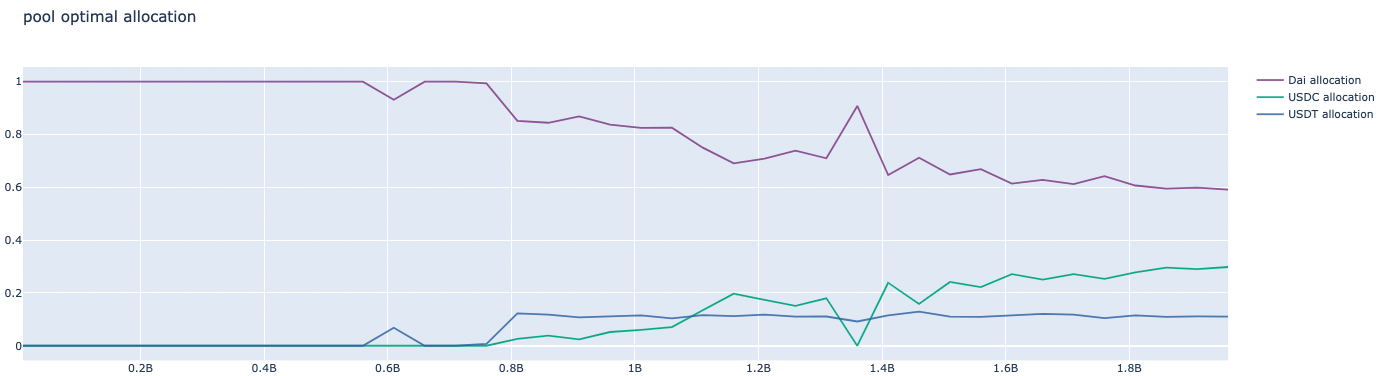 pool optimal allocation
1
0.8
0.6
0.4
0.2
0
0.2B
0.4B
0.6B
0.8B
1B
1.2B
1.4B
1.6B
1.8B
Dai allocation
USDC allocation
USDT allocation